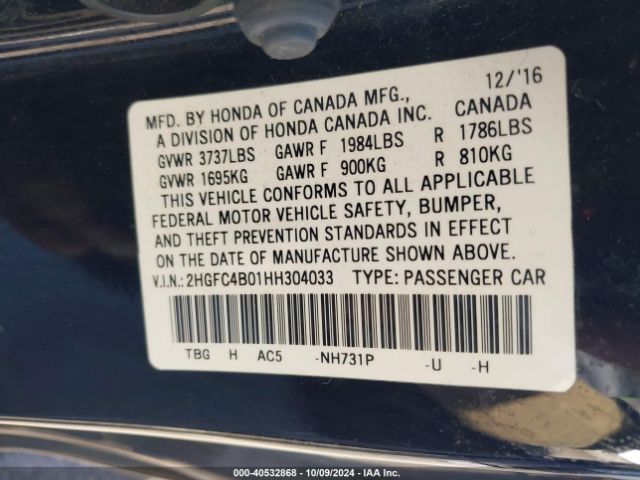 12/'16
MFD. BY HONDA OF CANADA MFG.,
A DIVISION OF HONDA CANADA INC. CANADA
GVWR 3737LBS GAWR F 1984LBS R 1786LBS
GVWR 1695KG GAWR F 900KG R 810KG
THIS VEHICLE CONFORMS TO ALL APPLICABLE
FEDERAL MOTOR VEHICLE SAFETY, BUMPER,
AND THEFT PREVENTION STANDARDS IN EFFECT
ON THE DATE OF MANUFACTURE SHOWN ABOVE.
V.I.N.: 2HGFC4B01HH304033 TYPE: PASSENGER CAR
TBG H AC5 -NH731P -U -H
000-40532868 - 10/09/2024 - IAA Inc.